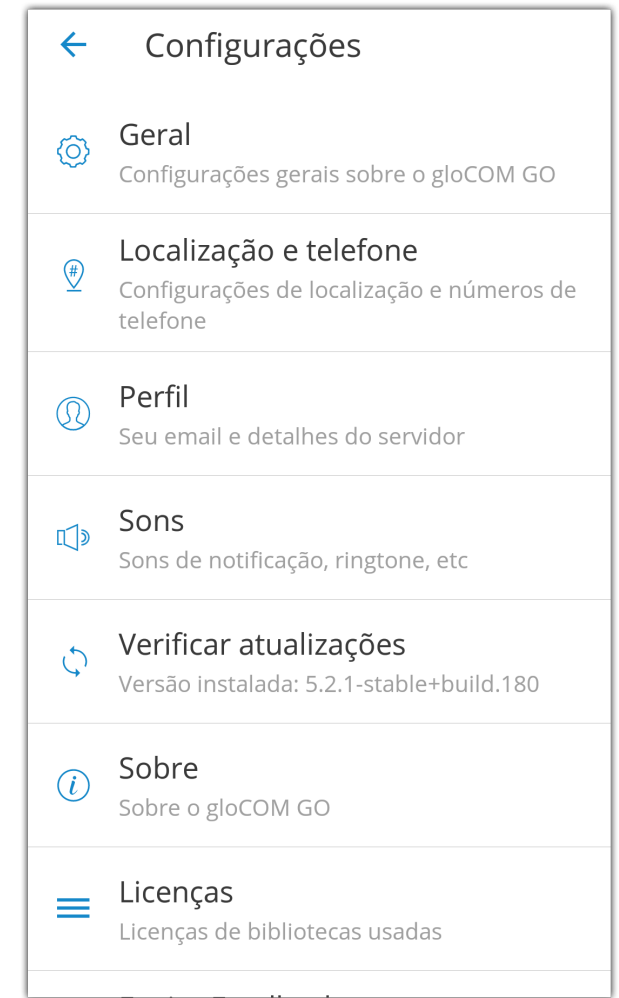 Configurações
Geral
Configurações gerais sobre o gloCOM GO
#
Localização e telefone
Configurações de localização e números de
telefone
Perfil
Seu email e detalhes do servidor
Sons
Sons de notificação, ringtone, etc
Verificar atualizações
Versão instalada: 5.2.1-stable+build.180
i
Sobre
Sobre o gloCOM GO
Licenças
Licenças de bibliotecas usadas